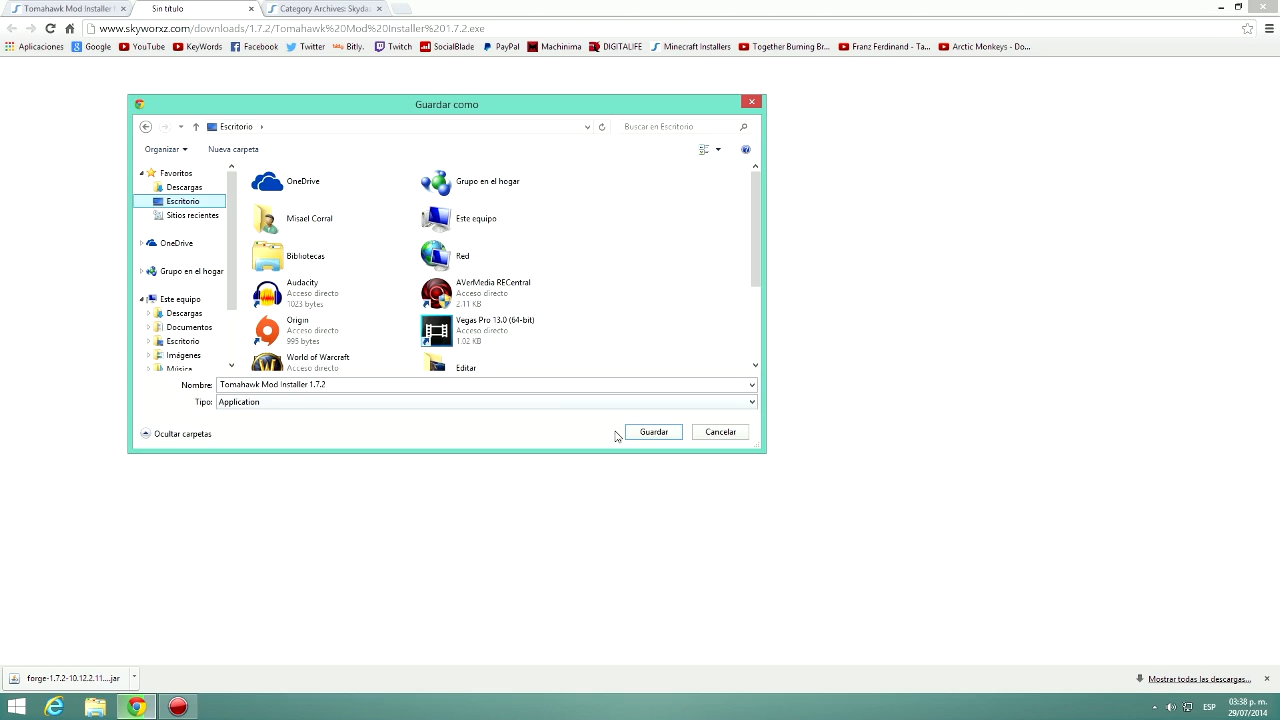 Tomahawk Mod Installer
Sin título
Category Archives: Skyda
www.skyworxz.com/downloads/1.7.2/Tomahawk%20Mod%20Installer%201.7.2.exe
Aplicaciones
Google
YouTube
KeyWords
Facebook
Twitter
Bitly.
Twitch
SocialBlade
PayPal
Machinima
DIGITALIFE
Minecraft Installers
Together Burning Br...
Franz Ferdinand - Ta...
Arctic Monkeys - Do...
Guardar como
Escritorio
Buscar en Escritorio
Organizar
Nueva carpeta
Favoritos
Descargas
Escritorio
Sitios recientes
OneDrive
Grupo en el hogar
Este equipo
Descargas
Documentos
Escritorio
Imágenes
Música
OneDrive
Grupo en el hogar
Misael Corral
Este equipo
Bibliotecas
Red
Audacity
Acceso directo
1023 bytes
AVerMedia RECentral
Acceso directo
2.11 KB
Origin
Acceso directo
995 bytes
Vegas Pro 13.0 (64-bit)
Acceso directo
1.02 KB
World of Warcraft
Acceso directo
Editar
Nombre: Tomahawk Mod Installer 1.7.2
Tipo: Application
Ocultar carpetas
Guardar
Cancelar
forge-1.7.2-10.12.2.11....jar
Mostrar todas las descargas...
ESP
03:38 p. m.
29/07/2014